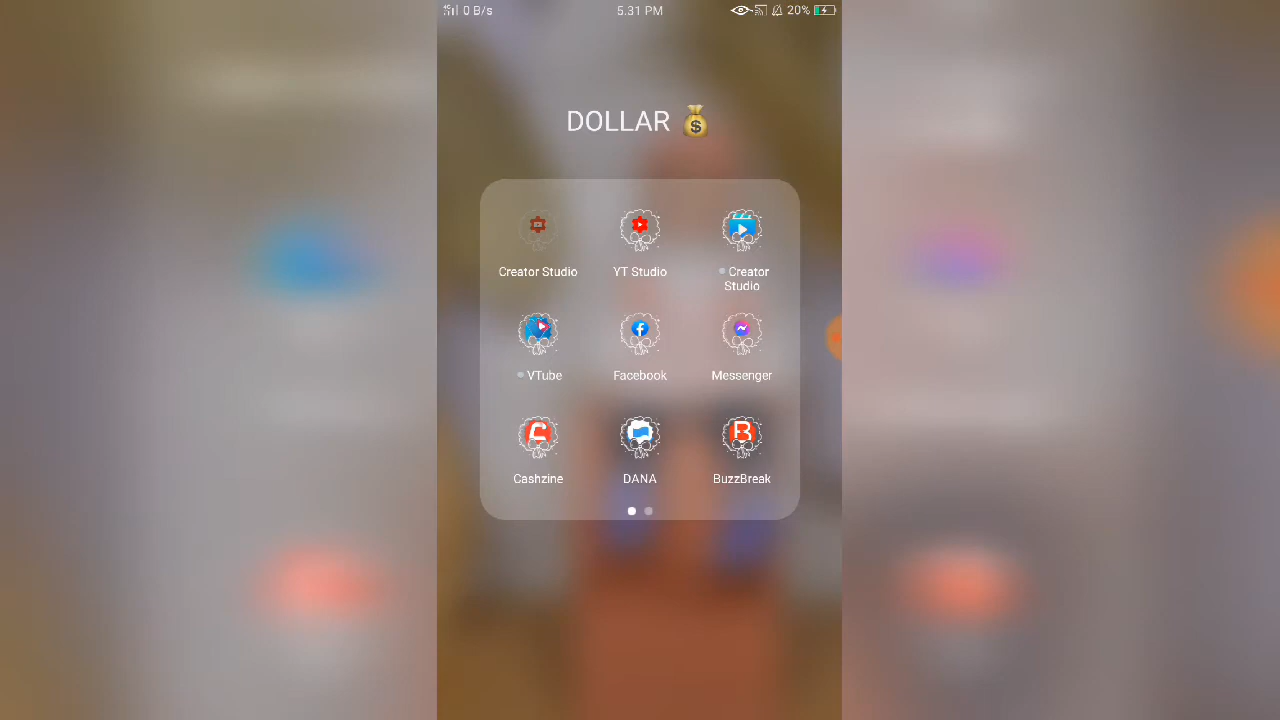 0 B/s 5.31 PM 20%
DOLLAR 💰
Creator Studio YT Studio Creator
Studio
VTube Facebook Messenger
Cashzine DANA BuzzBreak